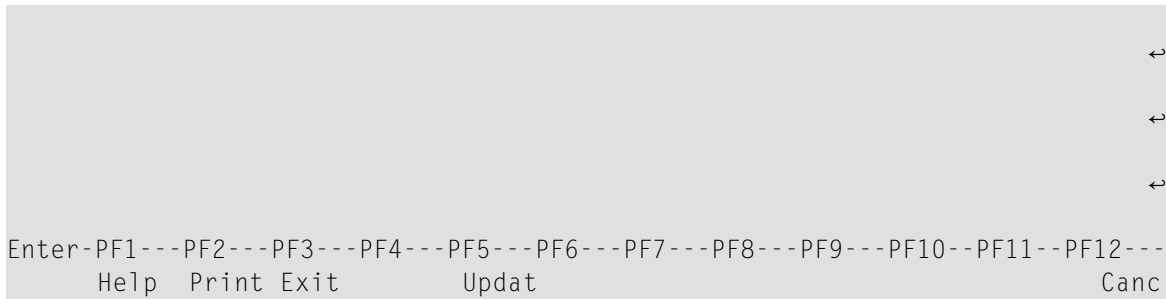 ↩
↩
↩
Enter-PF1---PF2---PF3---PF4---PF5---PF6---PF7---PF8---PF9---PF10--PF11--PF12---
Help Print Exit Updat Canc